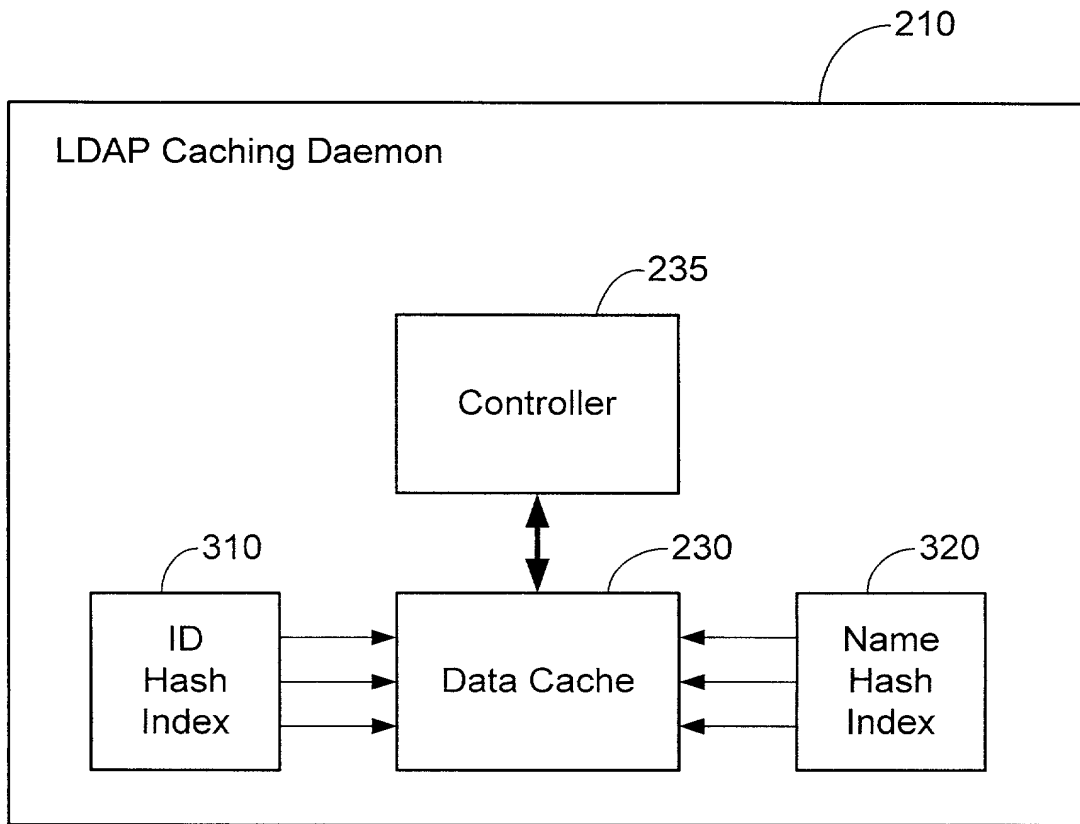 210
LDAP Caching Daemon
235
Controller
310
230
320
ID
Hash
Index
Data Cache
Name
Hash
Index